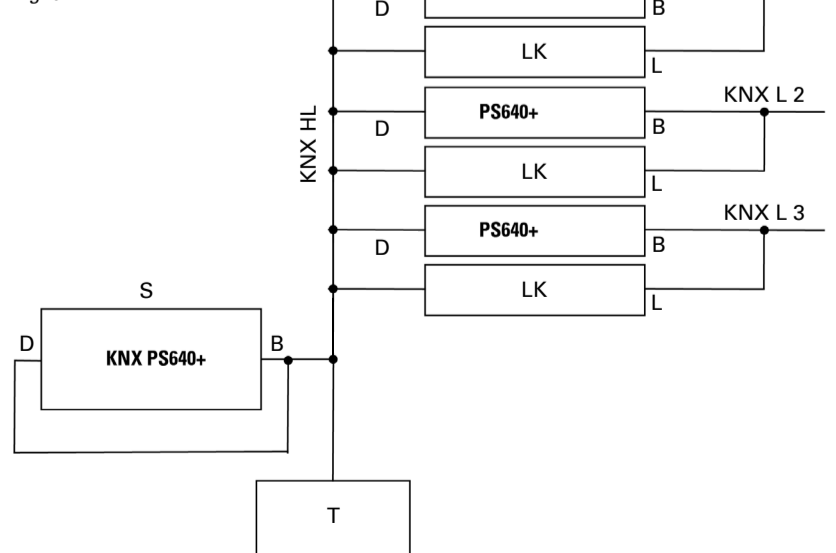 D
B
LK
L
KNX L 2
PS640+
D
B
KNX HL
LK
L
KNX L 3
PS640+
D
B
LK
L
S
D
KNX PS640+
B
T